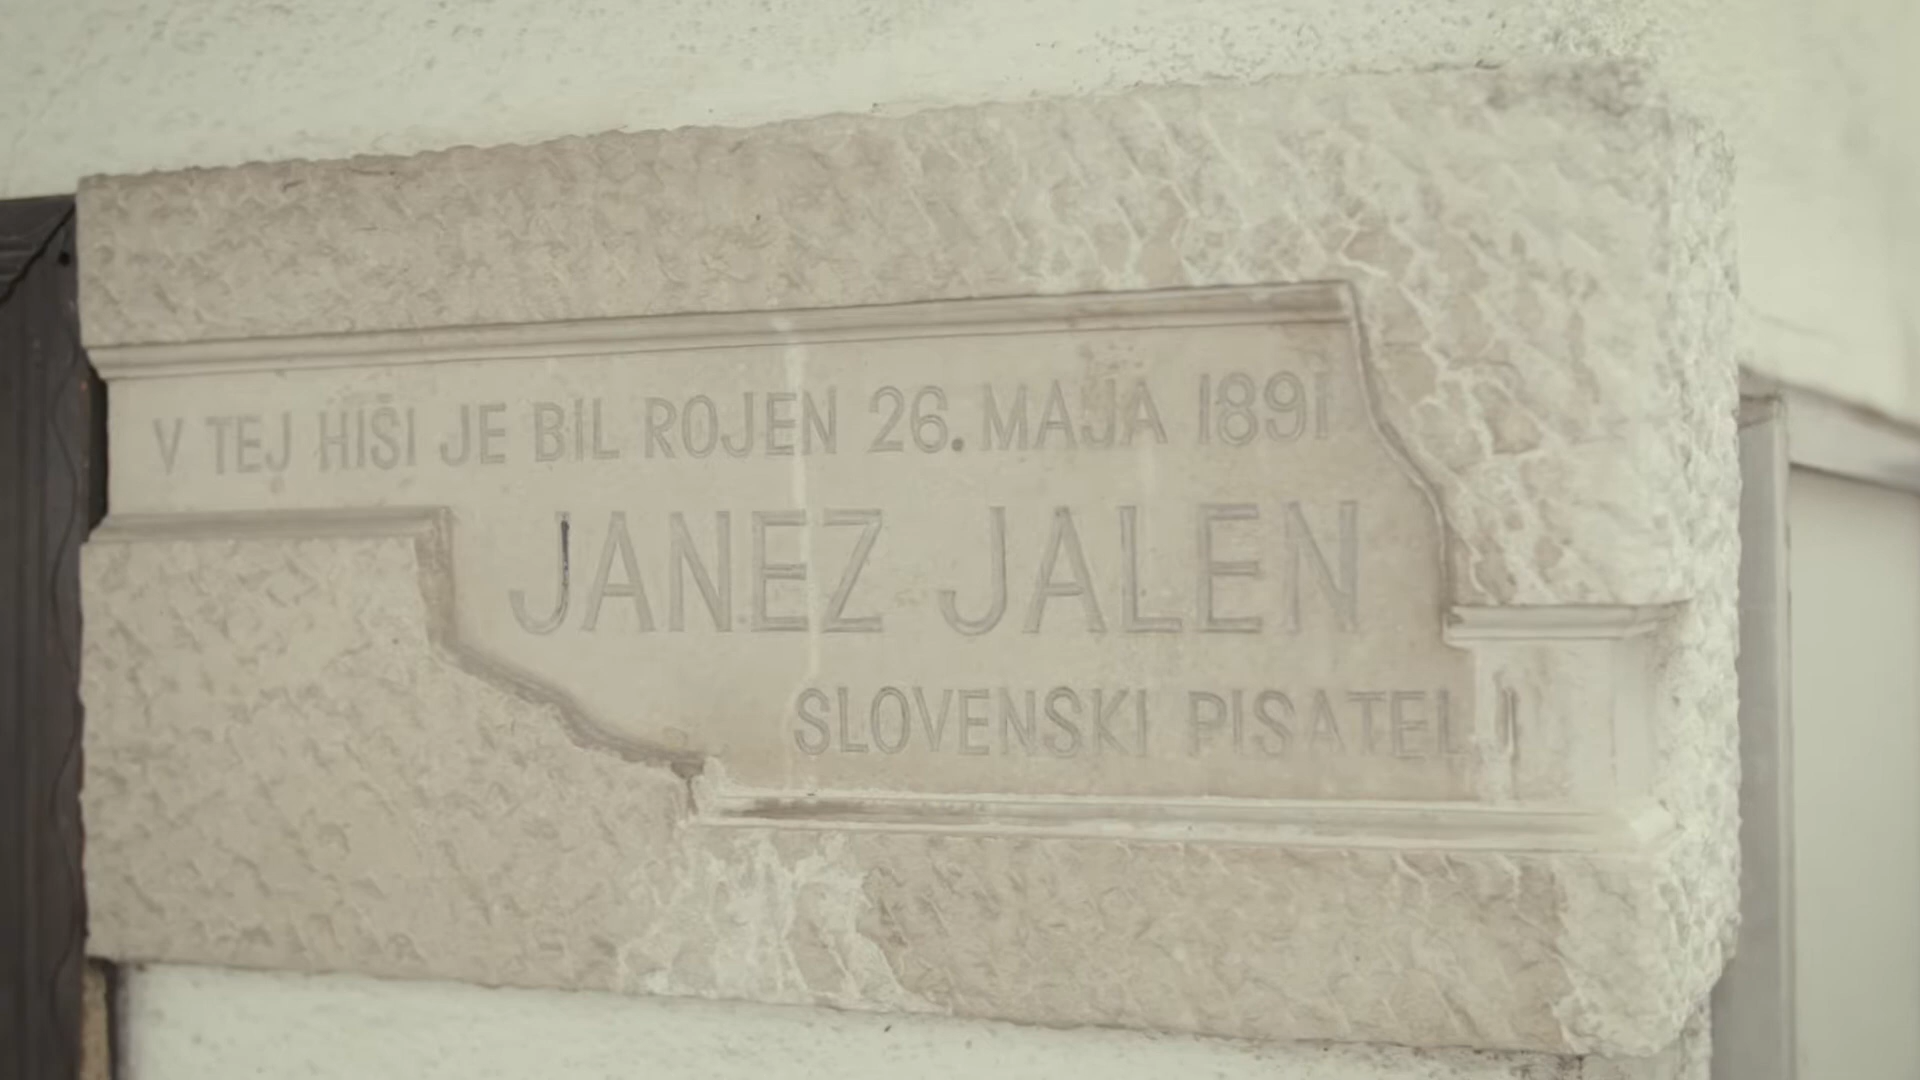 V TEJ HIŠI JE BIL ROJEN 26. MAJA 1891
JANEZ JALEN
SLOVENSKI PISATELJ